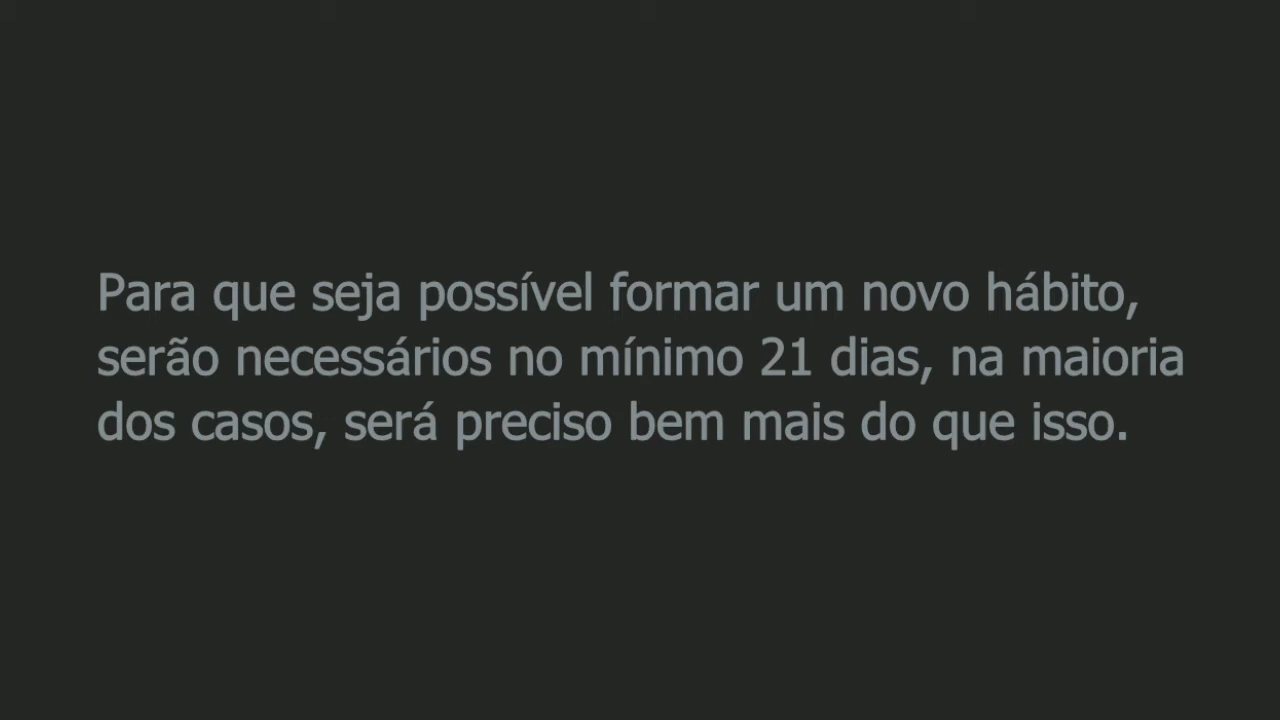 Para que seja possível formar um novo hábito,
serão necessários no mínimo 21 dias, na maioria
dos casos, será preciso bem mais do que isso.